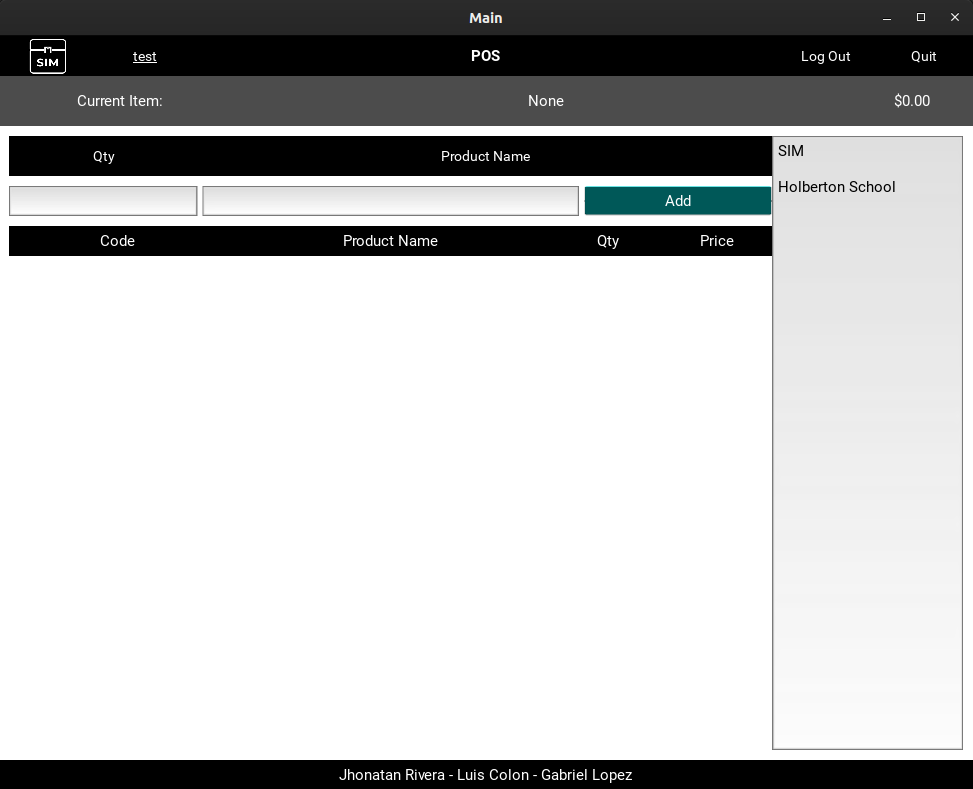 Main
SIM test POS Log Out Quit
Current Item: None $0.00
Qty Product Name
Add
Code Product Name Qty Price
SIM
Holberton School
Jhonatan Rivera - Luis Colon - Gabriel Lopez